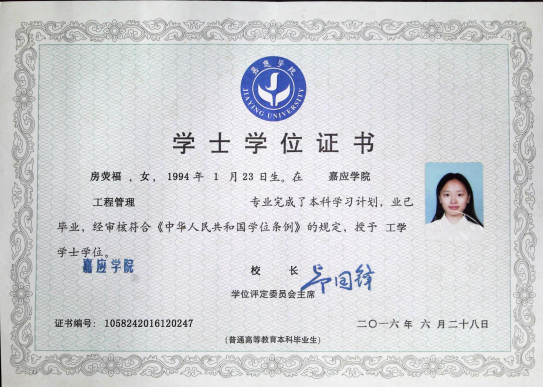 嘉应学院
JIAYING UNIVERSITY
学士学位证书
房荧福 ，女， 1994 年 1 月 23 日生。在 嘉应学院
工程管理 专业完成了本科学习计划，业已
毕业，经审核符合《中华人民共和国学位条例》的规定，授予 工学
学士学位。
嘉应学院
校 长
学位评定委员会主席
证书编号： 1058242016120247
二〇一六 年 六 月 二十八日
(普通高等教育本科毕业生)